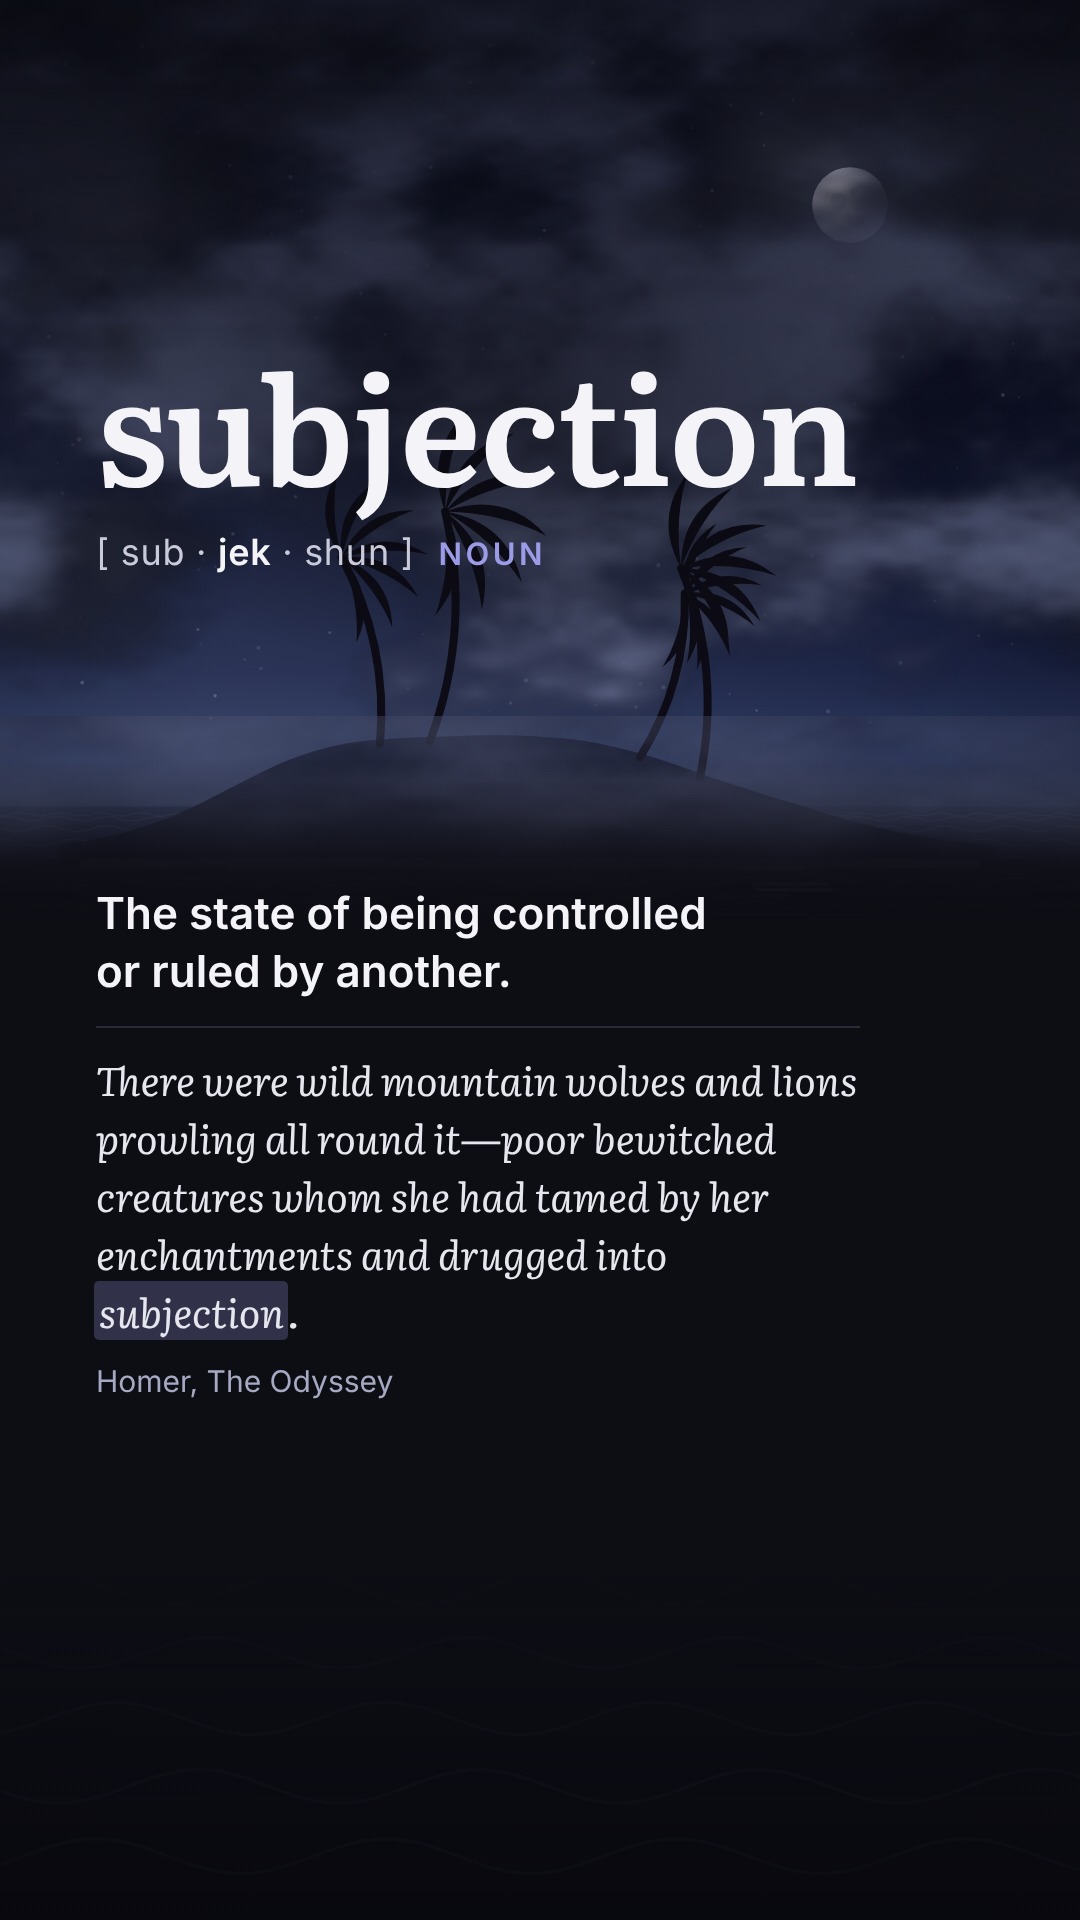 subjection
[ sub · jek · shun ] NOUN
The state of being controlled
or ruled by another.
There were wild mountain wolves and lions
prowling all round it—poor bewitched
creatures whom she had tamed by her
enchantments and drugged into
subjection.
Homer, The Odyssey